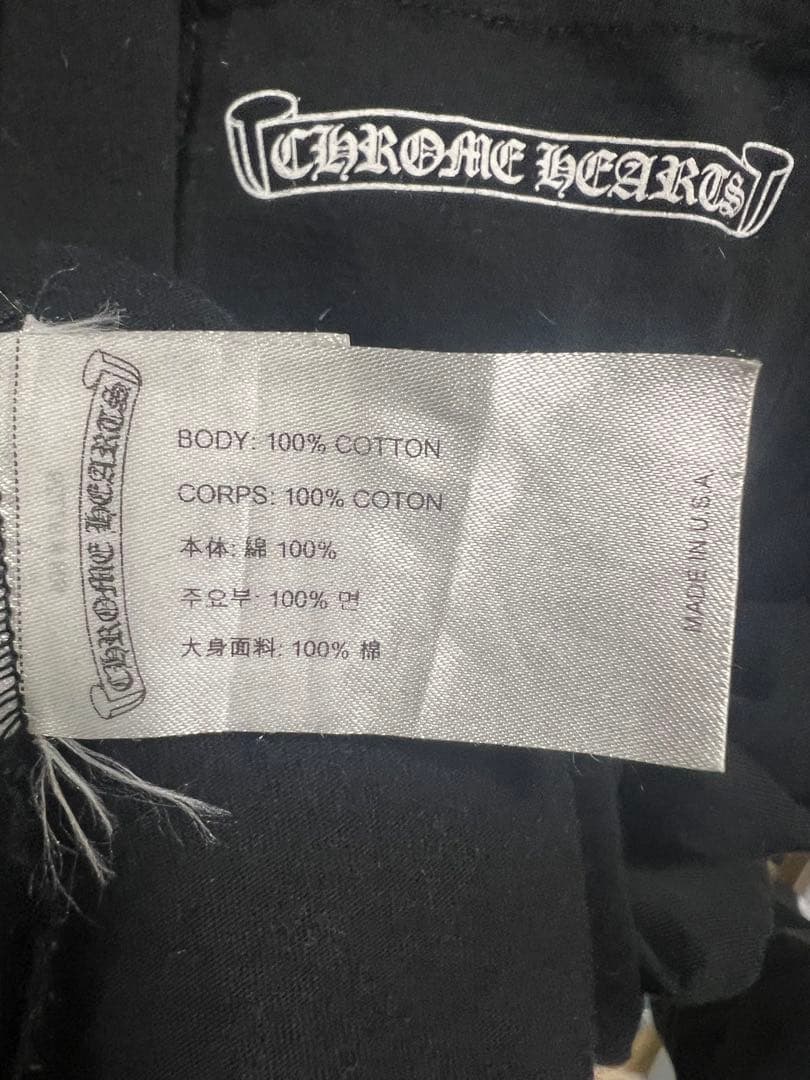 CHROME HEARTS
CHROME HEARTS
BODY: 100% COTTON
CORPS: 100% COTON
本体: 綿 100%
주요부: 100% 면
大身面料: 100% 棉
MADE IN U.S.A.